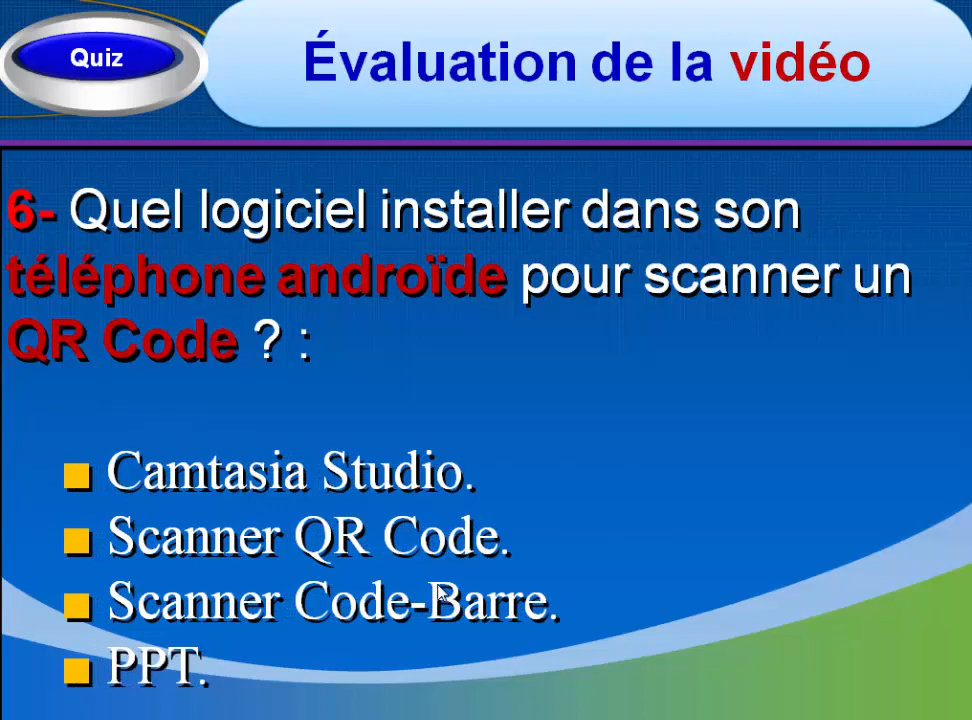 Quiz
Évaluation de la vidéo
6- Quel logiciel installer dans son
téléphone androïde pour scanner un
QR Code ? :
Camtasia Studio.
Scanner QR Code.
Scanner Code-Barre.
PPT.